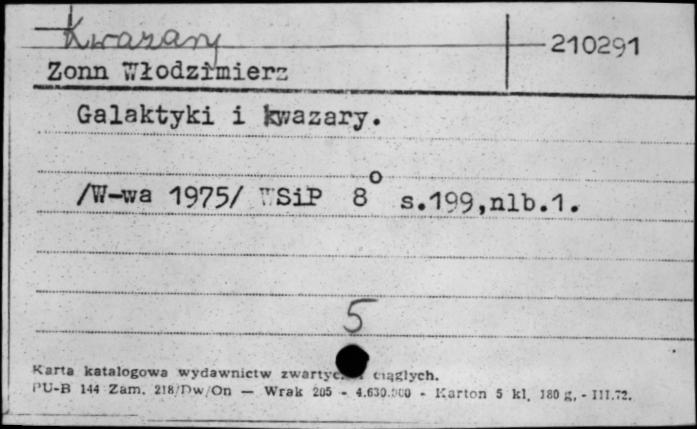 Kwazary
210291
Zonn Włodzimierz
Galaktyki i kwazary.
/W-wa 1975/ WSiP 8° s.199,nlb.1.
5
Karta katalogowa wydawnictw i ciągłych.
PU-B 144 Zam. 218/Dw/On — Wrak 205 - 4.630.000 - Karton 5 kl. 180 g, - III.72.